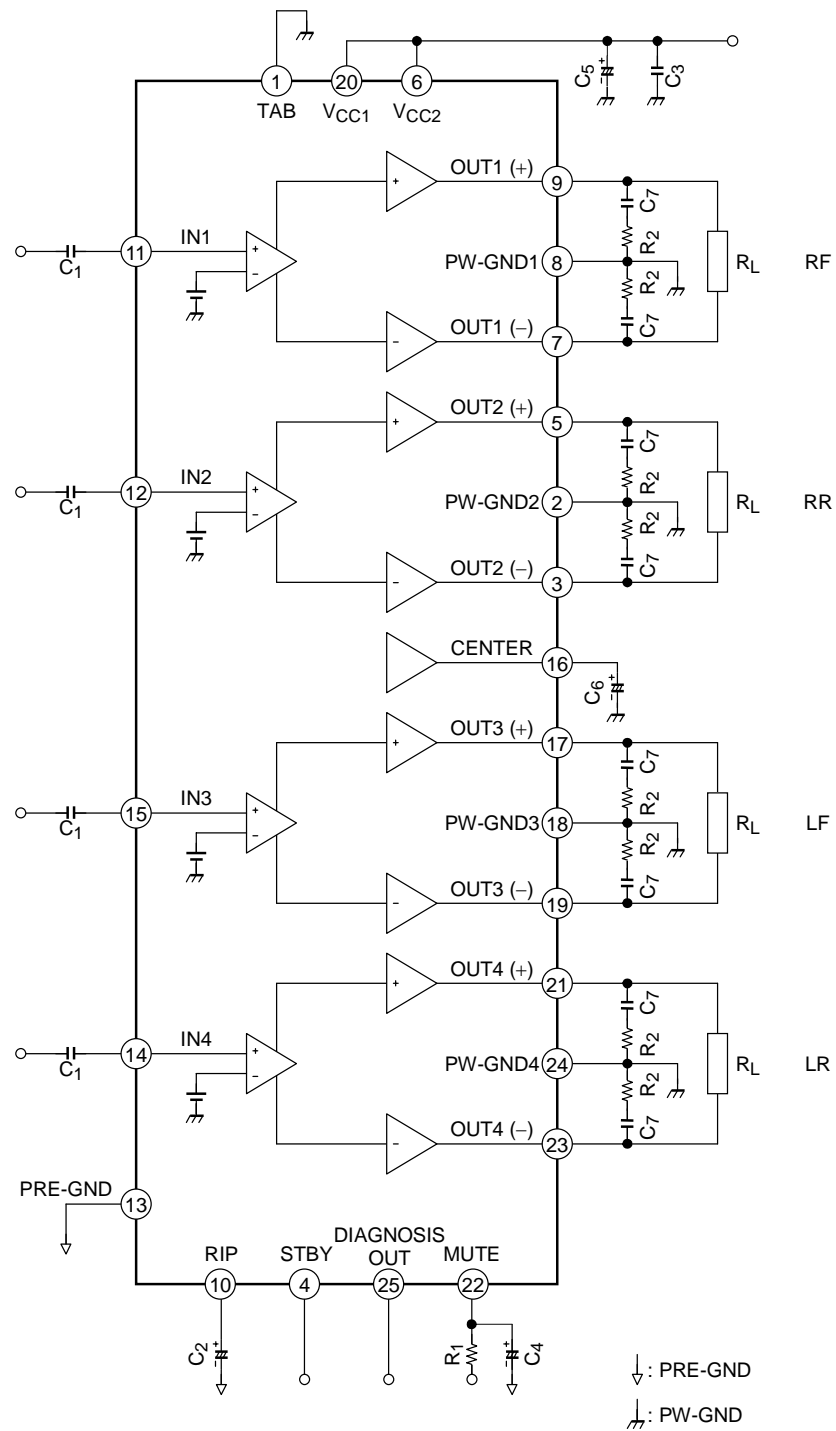 C5
C3
1
20
6
TAB
VCC1
VCC2
OUT1 (+)
9
C7
R2
11
IN1
C1
PW-GND1
8
RL
RF
R2
C7
OUT1 (−)
7
OUT2 (+)
5
C7
R2
12
IN2
C1
PW-GND2
2
RL
RR
R2
C7
OUT2 (−)
3
CENTER
16
C6
OUT3 (+)
17
C7
R2
15
IN3
C1
PW-GND3
18
RL
LF
R2
C7
OUT3 (−)
19
OUT4 (+)
21
C7
R2
14
IN4
C1
PW-GND4
24
RL
LR
R2
C7
OUT4 (−)
23
PRE-GND
13
RIP
STBY
DIAGNOSIS
OUT
MUTE
10
4
25
22
C2
R1
C4
: PRE-GND
: PW-GND